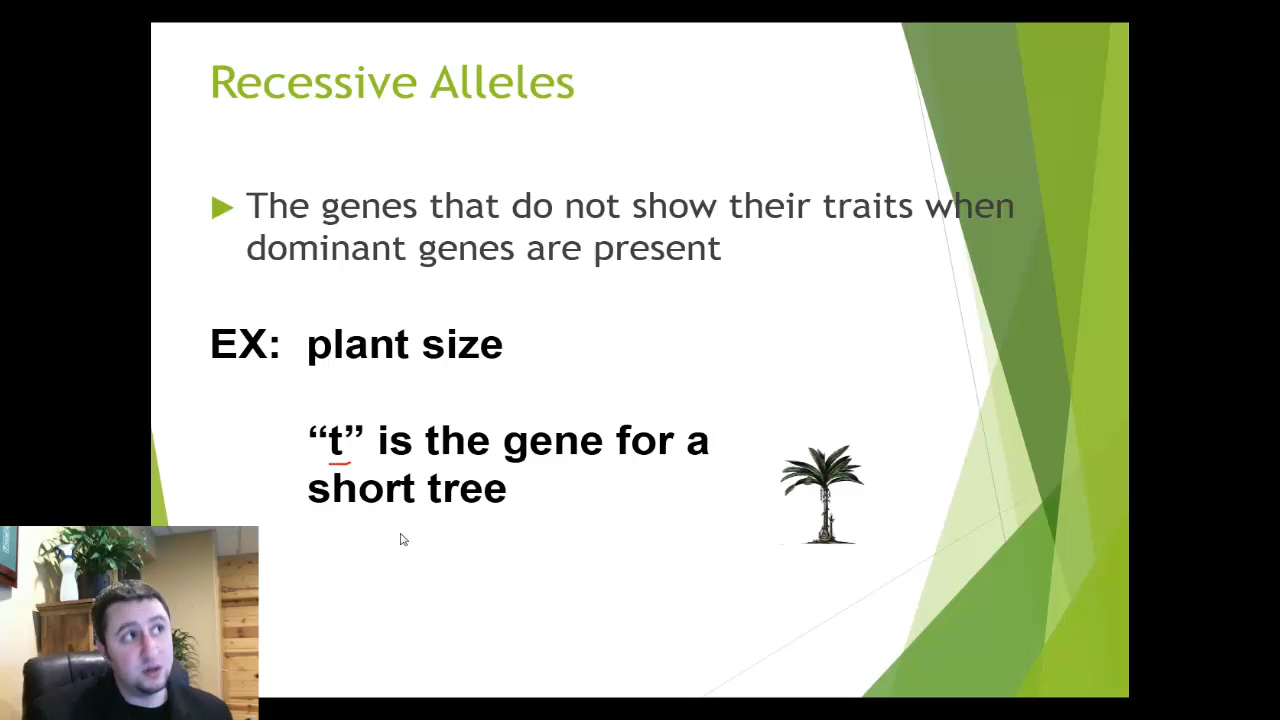 Recessive Alleles
The genes that do not show their traits when
dominant genes are present
EX: plant size
“t” is the gene for a
short tree